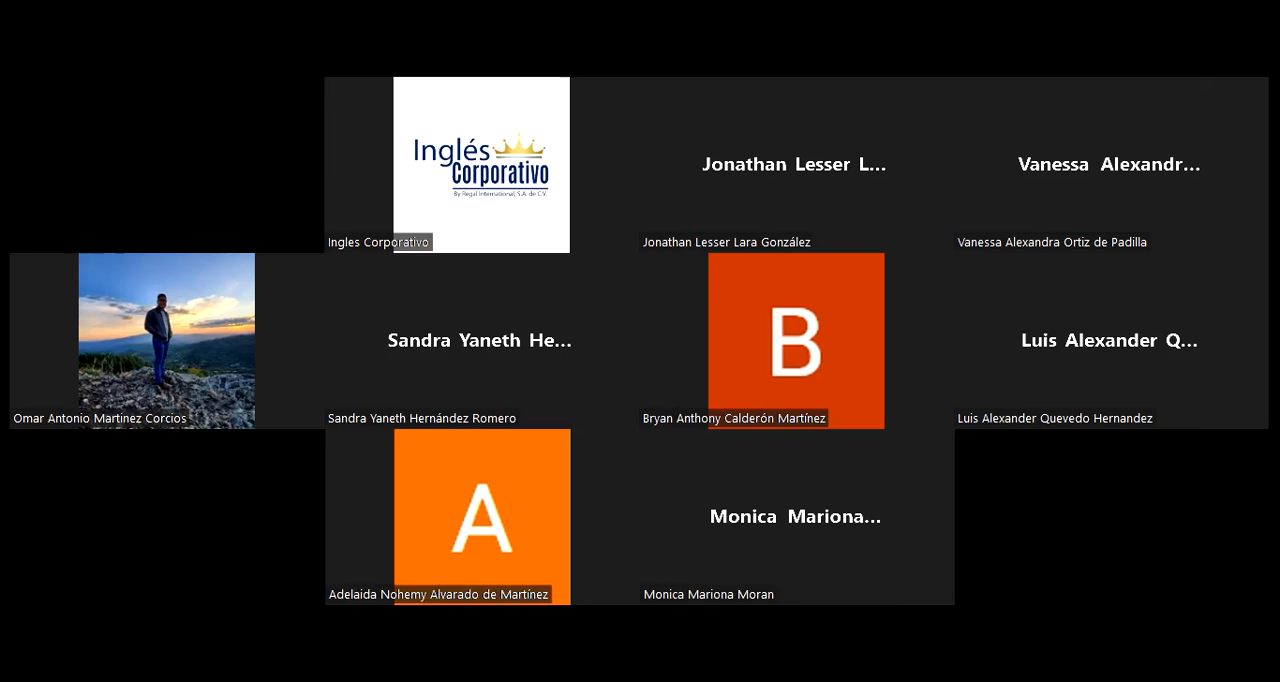 Inglés
Corporativo
By Regal International, S.A. de C.V.
Ingles Corporativo
Jonathan Lesser L...
Jonathan Lesser Lara González
Vanessa Alexandr...
Vanessa Alexandra Ortiz de Padilla
Omar Antonio Martinez Corcios
Sandra Yaneth He...
Sandra Yaneth Hernández Romero
B
Bryan Anthony Calderón Martínez
Luis Alexander Q...
Luis Alexander Quevedo Hernandez
A
Adelaida Nohemy Alvarado de Martínez
Monica Mariona...
Monica Mariona Moran